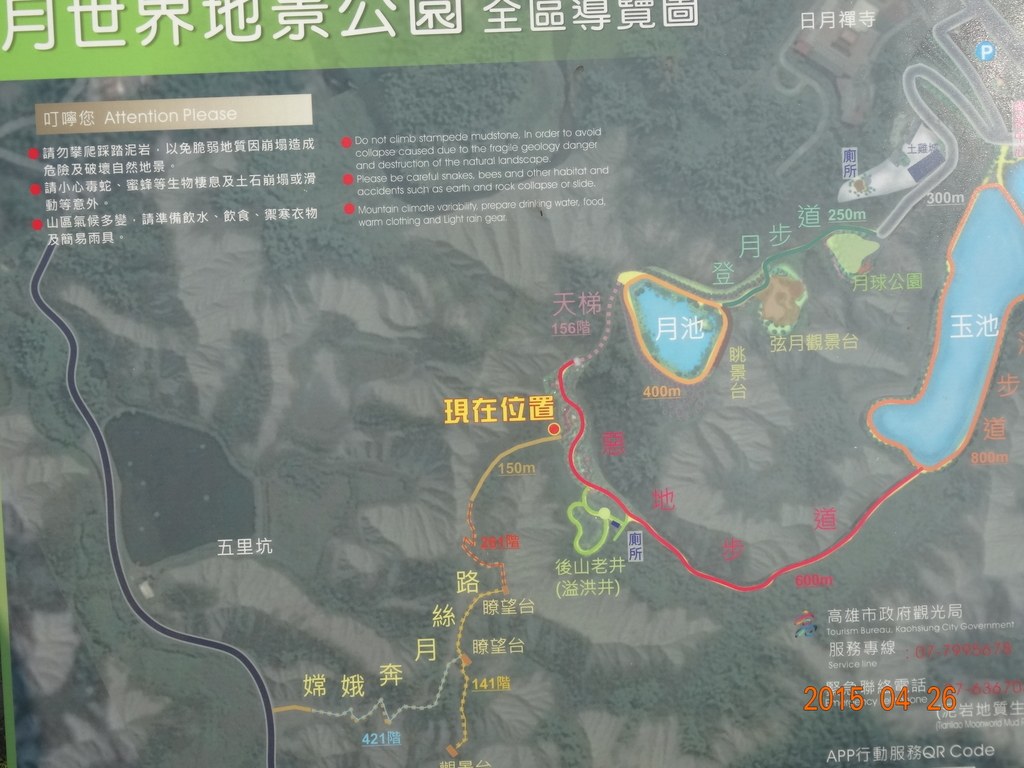 月世界地景公園 全區導覽圖
日月禪寺
P
叮嚀您 Attention Please
請勿攀爬踩踏泥岩，以免脆弱地質因崩塌造成
危險及破壞自然地景。
請小心毒蛇、蜜蜂等生物棲息及土石崩塌或滑
動等意外。
山區氣候多變，請準備飲水、飲食、禦寒衣物
及簡易雨具。
Do not climb stampede mudstone, In order to avoid
collapse caused due to the fragile geology danger
and destruction of the natural landscape.
Please be careful snakes, bees and other habitat and
accidents such as earth and rock collapse or slide.
Mountain climate variability, prepare drinking water, food,
warm clothing and Light rain gear.
廁所
土雞城
300m
250m
登月步道
月球公園
天梯
156階
月池
弦月觀景台
眺景台
400m
玉池
步道
800m
現在位置
150m
惡地步道
600m
五里坑
後山老井
(溢洪井)
廁所
瞭望台
瞭望台
月絲路
141階
嫦娥奔
421階
觀景台
高雄市政府觀光局
Tourism Bureau, Kaohsiung City Government
服務專線：07-7995678
Service line
緊急聯絡電話
2015 04 26
APP行動服務QR Code